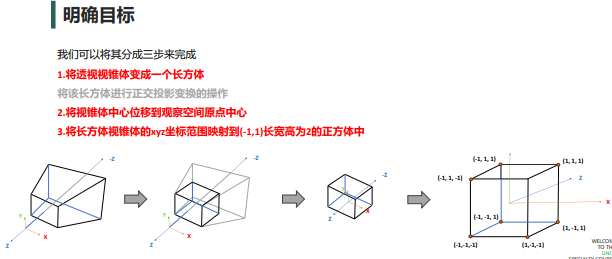 明确目标
我们可以将其分成三步来完成
1.将透视视锥体变成一个长方体
将该长方体进行正交投影变换的操作
2.将视锥体中心位移到观察空间原点中心
3.将长方体视锥体的xyz坐标范围映射到(-1,1)长宽高为2的正方体中
-Z
Y
X
Z
-Z
Y
X
Z
-Z
Y
X
Z
(-1, 1, 1)
(1, 1, 1)
(-1, 1, -1)
Z
X
(-1, -1, 1)
(1, -1, 1)
(-1,-1,-1)
(1,-1,-1)
WELCOM
TO TH
UNI